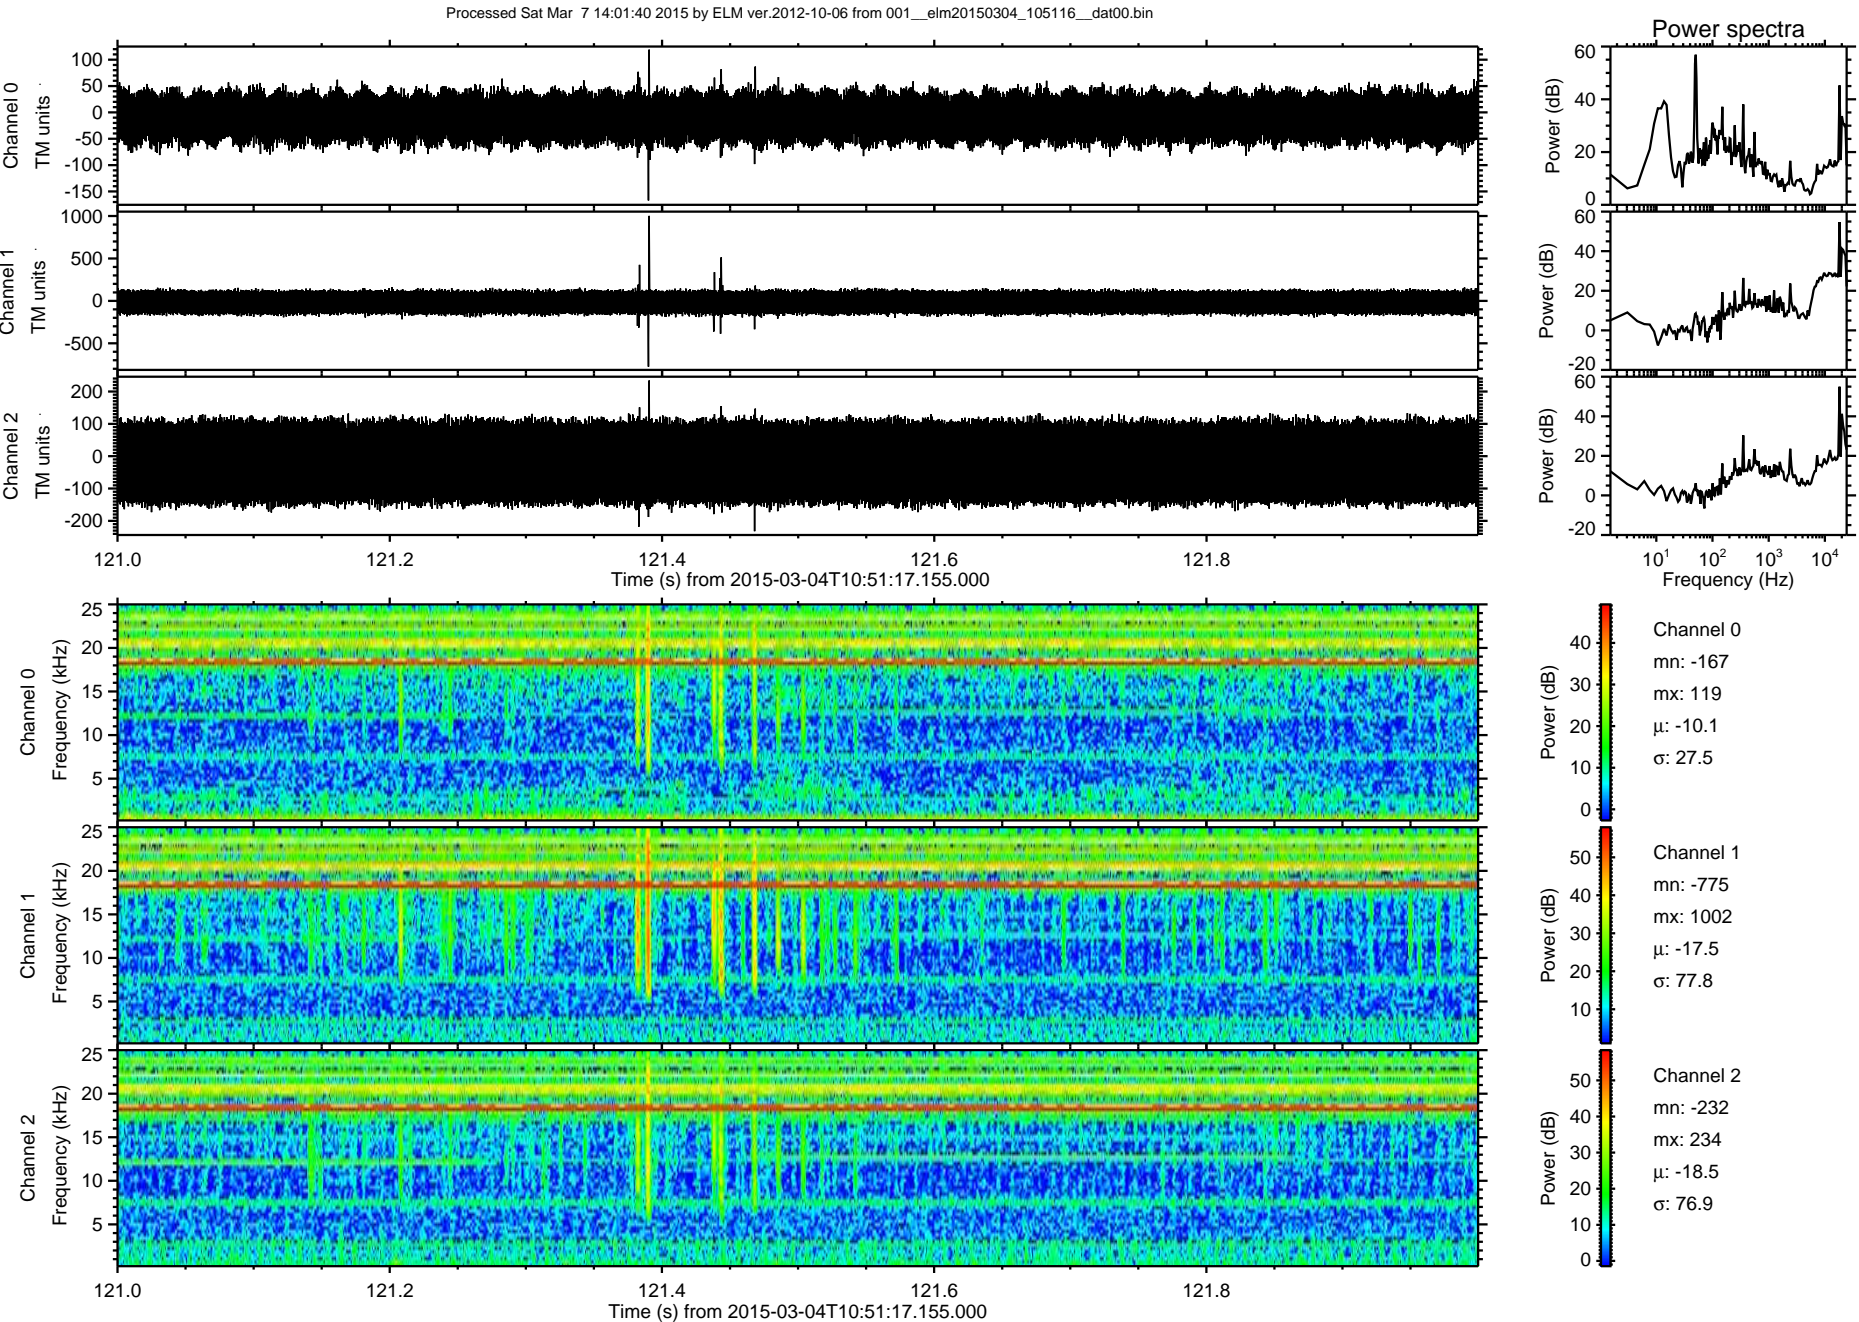 Processed Sat Mar 7 14:01:40 2015 by ELM ver.2012-10-06 from 001__elm20150304_105116__dat00.bin
Power spectra
Channel 0
TM units
100
50
0
-50
-100
-150
Power (dB)
60
40
20
0
Channel 1
TM units
1000
500
0
-500
Power (dB)
60
40
20
0
-20
Channel 2
TM units
200
100
0
-100
-200
Power (dB)
60
40
20
0
-20
121.0 121.2 121.4 121.6 121.8
Time (s) from 2015-03-04T10:51:17.155.000
10^1 10^2 10^3 10^4
Frequency (Hz)
Channel 0
Frequency (kHz)
25
20
15
10
5
Power (dB)
40
30
20
10
0
Channel 0
mn: -167
mx: 119
μ: -10.1
σ: 27.5
Channel 1
Frequency (kHz)
25
20
15
10
5
Power (dB)
50
40
30
20
10
Channel 1
mn: -775
mx: 1002
μ: -17.5
σ: 77.8
Channel 2
Frequency (kHz)
25
20
15
10
5
Power (dB)
50
40
30
20
10
0
Channel 2
mn: -232
mx: 234
μ: -18.5
σ: 76.9
121.0 121.2 121.4 121.6 121.8
Time (s) from 2015-03-04T10:51:17.155.000